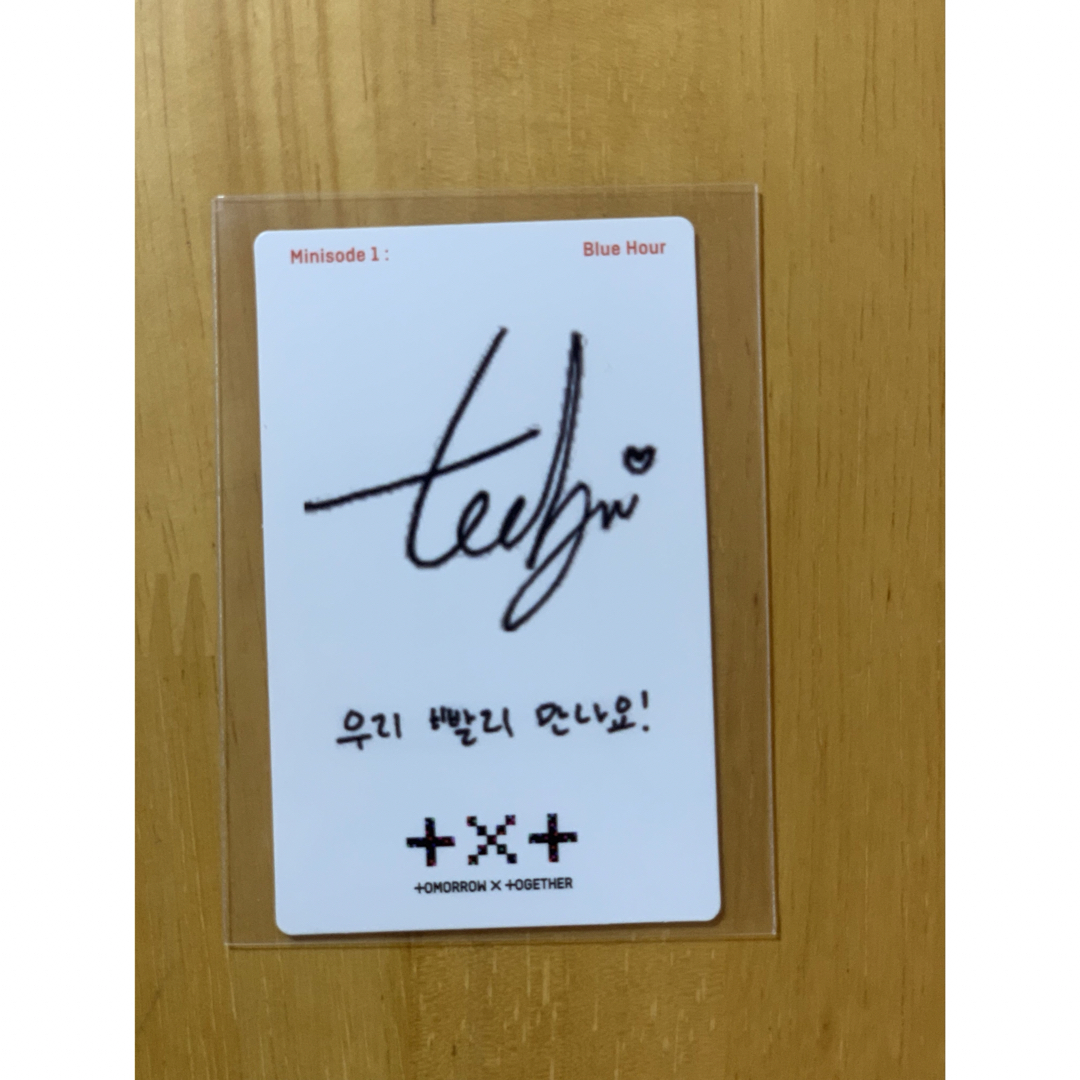 Minisode 1 : Blue Hour
우리 빨리 만나요!
+x+
+OMORROW X +OGETHER